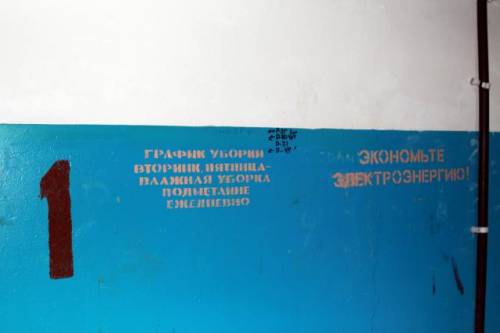 1
ГРАФИК УБОРКИ
ВТОРНИК, ПЯТНИЦА-
ВЛАЖНАЯ УБОРКА
ПОДМЕТАНИЕ
ЕЖЕДНЕВНО
ЭКОНОМЬТЕ
ЭЛЕКТРОЭНЕРГИЮ!